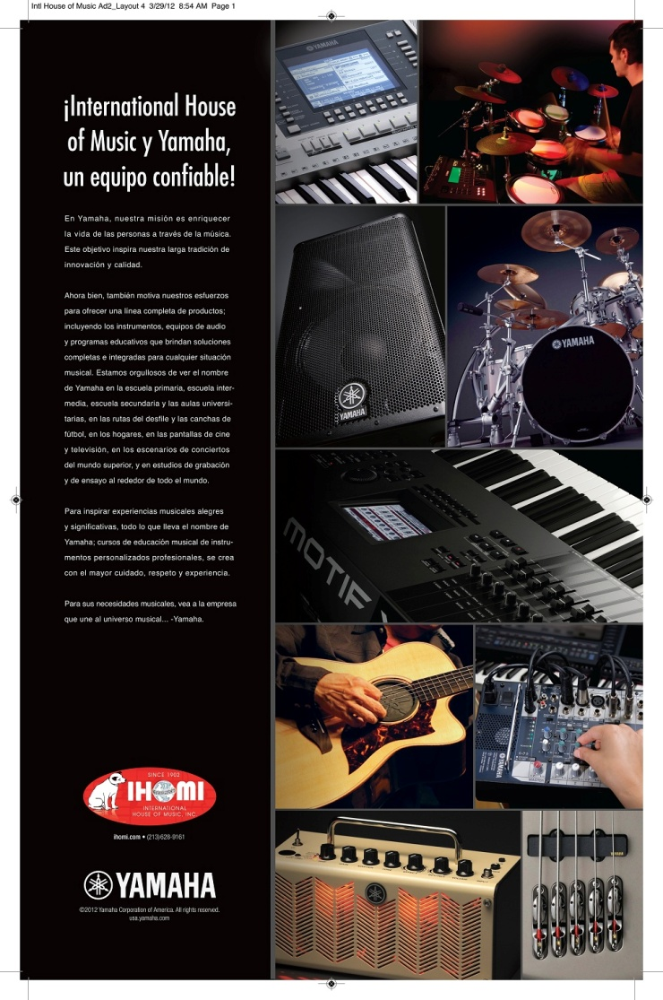 Intl House of Music Ad2_Layout 4 3/29/12 8:54 AM Page 1
¡International House
of Music y Yamaha,
un equipo confiable!
En Yamaha, nuestra misión es enriquecer
la vida de las personas a través de la música.
Este objetivo inspira nuestra larga tradición de
innovación y calidad.
Ahora bien, también motiva nuestros esfuerzos
para ofrecer una línea completa de productos;
incluyendo los instrumentos, equipos de audio
y programas educativos que brindan soluciones
completas e integradas para cualquier situación
musical. Estamos orgullosos de ver el nombre
de Yamaha en la escuela primaria, escuela inter-
media, escuela secundaria y las aulas universi-
tarias, en las rutas del desfile y las canchas de
fútbol, en los hogares, en las pantallas de cine
y televisión, en los escenarios de conciertos
del mundo superior, y en estudios de grabación
y de ensayo al rededor de todo el mundo.
Para inspirar experiencias musicales alegres
y significativas, todo lo que lleva el nombre de
Yamaha; cursos de educación musical de instru-
mentos personalizados profesionales, se crea
con el mayor cuidado, respeto y experiencia.
Para sus necesidades musicales, vea a la empresa
que une al universo musical... -Yamaha.
SINCE 1902
IHOMI
INTERNATIONAL
HOUSE OF MUSIC, INC.
ihomi.com • (213)628-9161
YAMAHA
©2012 Yamaha Corporation of America. All rights reserved.
usa.yamaha.com
YAMAHA
YAMAHA
YAMAHA
MOTIF
YAMAHA
YAMAHA